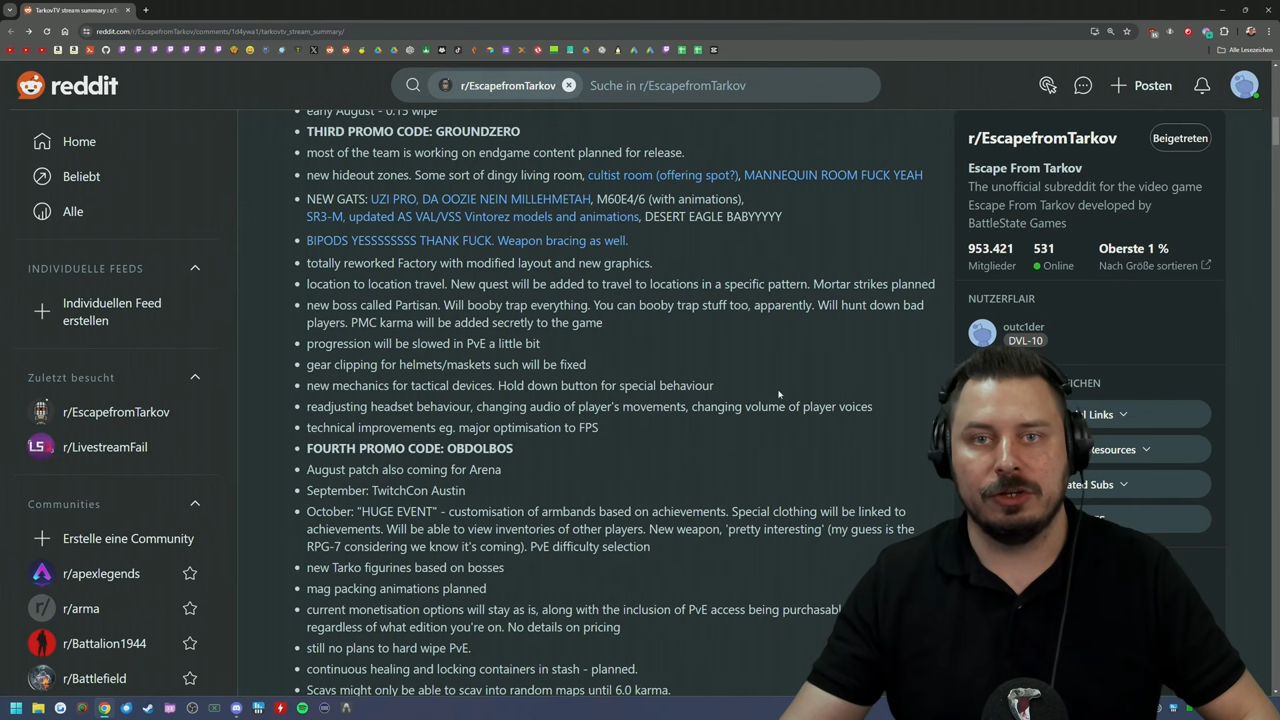 TarkovTV stream summary : r/Es
reddit.com/r/EscapefromTarkov/comments/1d4ywa1/tarkovtv_stream_summary/
Alle Lesezeichen
reddit
r/EscapefromTarkov
Suche in r/EscapefromTarkov
Posten
Home
Beliebt
Alle
INDIVIDUELLE FEEDS
Individuellen Feed
erstellen
Zuletzt besucht
r/EscapefromTarkov
r/LivestreamFail
Communities
Erstelle eine Community
r/apexlegends
r/arma
r/Battalion1944
r/Battlefield
early August - 0.15 wipe
THIRD PROMO CODE: GROUNDZERO
most of the team is working on endgame content planned for release.
new hideout zones. Some sort of dingy living room, cultist room (offering spot?), MANNEQUIN ROOM FUCK YEAH
NEW GATS: UZI PRO, DA OOZIE NEIN MILLEHMETAH, M60E4/6 (with animations),
SR3-M, updated AS VAL/VSS Vintorez models and animations, DESERT EAGLE BABYYYYY
BIPODS YESSSSSSSS THANK FUCK. Weapon bracing as well.
totally reworked Factory with modified layout and new graphics.
location to location travel. New quest will be added to travel to locations in a specific pattern. Mortar strikes planned
new boss called Partisan. Will booby trap everything. You can booby trap stuff too, apparently. Will hunt down bad
players. PMC karma will be added secretly to the game
progression will be slowed in PvE a little bit
gear clipping for helmets/maskets such will be fixed
new mechanics for tactical devices. Hold down button for special behaviour
readjusting headset behaviour, changing audio of player's movements, changing volume of player voices
technical improvements eg. major optimisation to FPS
FOURTH PROMO CODE: OBDOLBOS
August patch also coming for Arena
September: TwitchCon Austin
October: "HUGE EVENT" - customisation of armbands based on achievements. Special clothing will be linked to
achievements. Will be able to view inventories of other players. New weapon, 'pretty interesting' (my guess is the
RPG-7 considering we know it's coming). PvE difficulty selection
new Tarko figurines based on bosses
mag packing animations planned
current monetisation options will stay as is, along with the inclusion of PvE access being purchasabl
regardless of what edition you're on. No details on pricing
still no plans to hard wipe PvE.
continuous healing and locking containers in stash - planned.
Scavs might only be able to scav into random maps until 6.0 karma.
r/EscapefromTarkov
Beigetreten
Escape From Tarkov
The unofficial subreddit for the video game
Escape From Tarkov developed by
BattleState Games
953.421 531 Oberste 1 %
Mitglieder Online Nach Größe sortieren
NUTZERFLAIR
outc1der
DVL-10
ZEICHEN
l Links
Resources
ated Subs